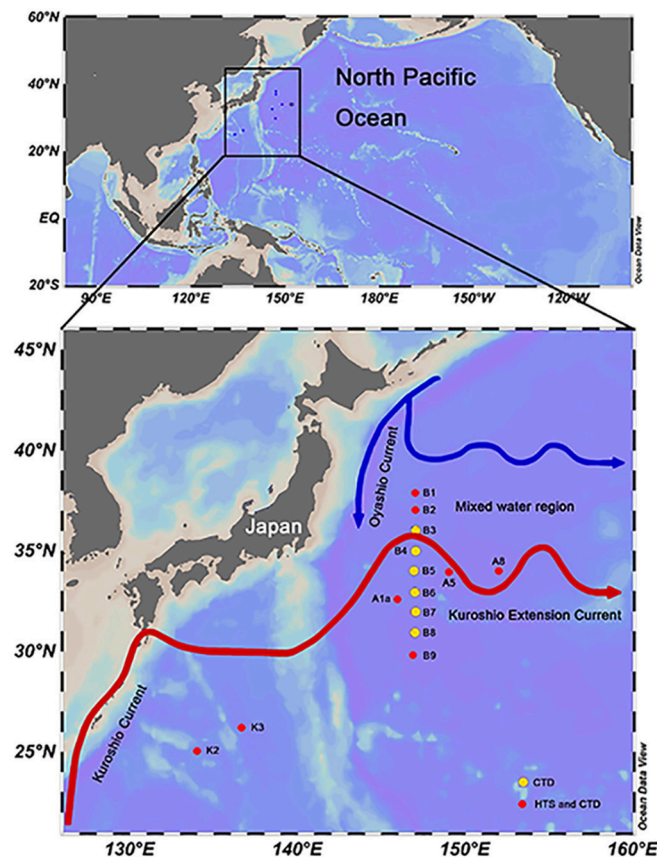 60°N
40°N
20°N
EQ
20°S
North Pacific
Ocean
90°E
120°E
150°E
180°W
150°W
120°W
Ocean Data View
45°N
40°N
35°N
30°N
25°N
Oyashio Current
B1
B2
Mixed water region
B3
Japan
B4
A8
B5
A5
B6
A1a
B7
Kuroshio Extension Current
B8
B9
Kuroshio Current
K3
K2
CTD
HTS and CTD
130°E
140°E
150°E
160°E
Ocean Data View